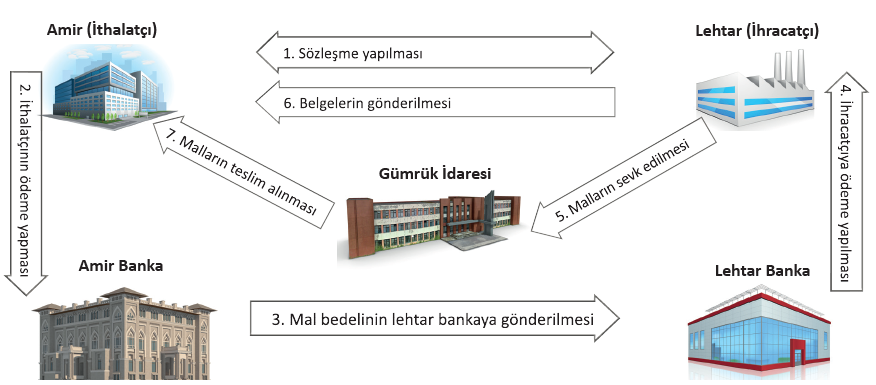 Amir (İthalatçı)
Lehtar (İhracatçı)
1. Sözleşme yapılması
6. Belgelerin gönderilmesi
2. İthalatçının ödeme yapması
7. Malların teslim alınması
Gümrük İdaresi
5. Malların sevk edilmesi
4. İhracatçıya ödeme yapılması
Amir Banka
Lehtar Banka
3. Mal bedelinin lehtar bankaya gönderilmesi